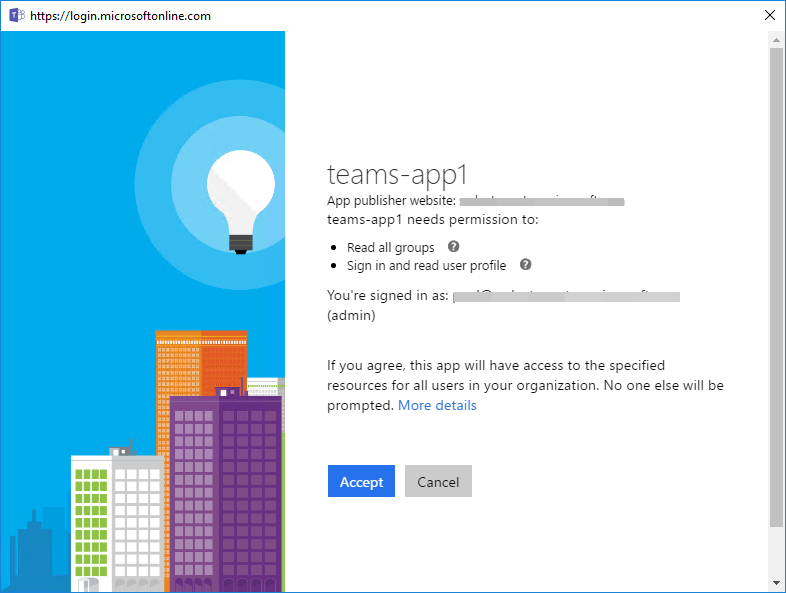 https://login.microsoftonline.com
teams-app1
App publisher website:
teams-app1 needs permission to:
Read all groups
Sign in and read user profile
You're signed in as:
(admin)
If you agree, this app will have access to the specified
resources for all users in your organization. No one else will be
prompted. More details
Accept Cancel